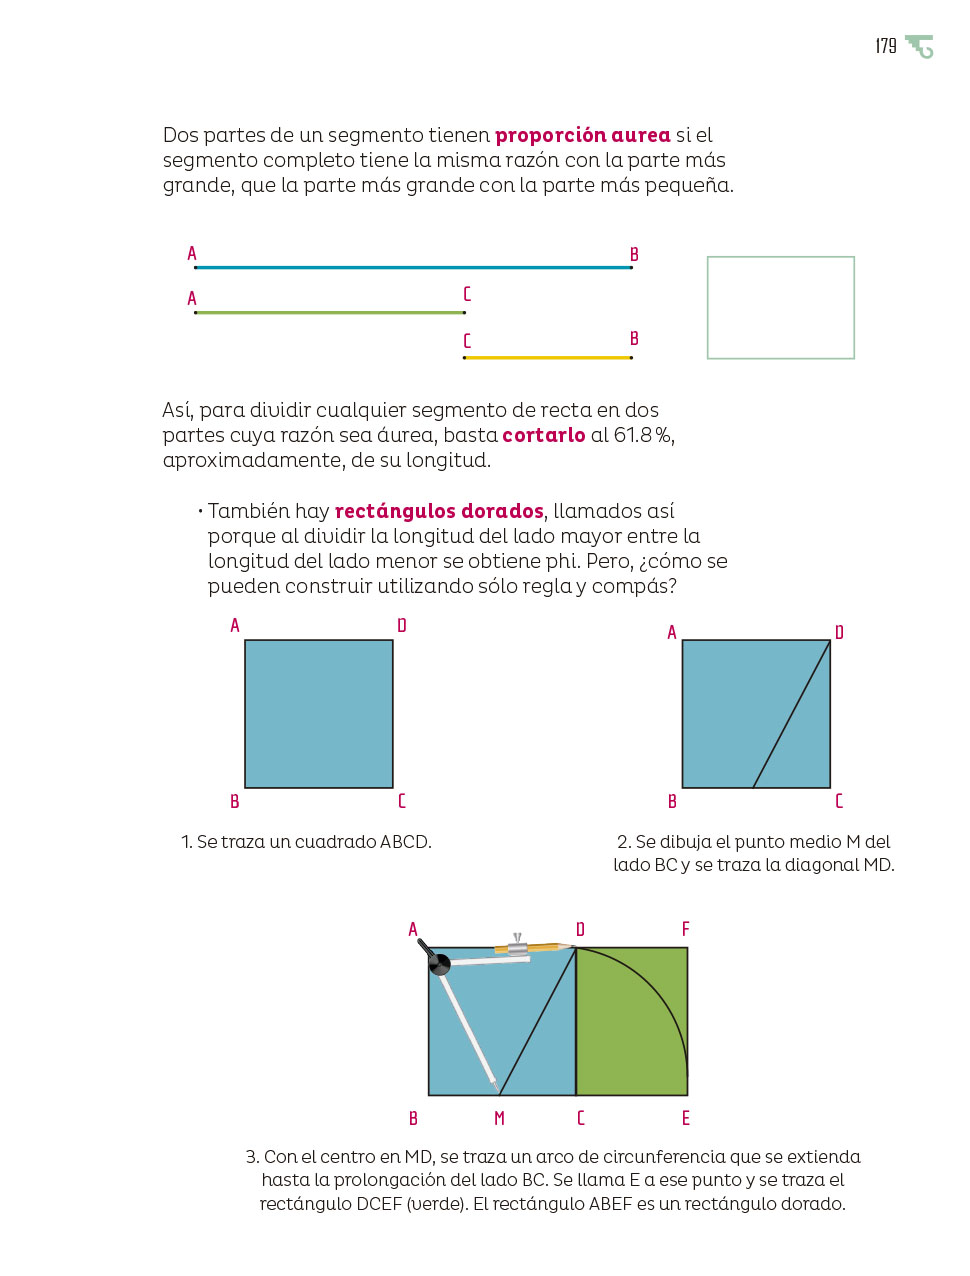 179
Dos partes de un segmento tienen proporción aurea si el
segmento completo tiene la misma razón con la parte más
grande, que la parte más grande con la parte más pequeña.
A B
A C
C B
Así, para dividir cualquier segmento de recta en dos
partes cuya razón sea áurea, basta cortarlo al 61.8%,
aproximadamente, de su longitud.
• También hay rectángulos dorados, llamados así
porque al dividir la longitud del lado mayor entre la
longitud del lado menor se obtiene phi. Pero, ¿cómo se
pueden construir utilizando sólo regla y compás?
A D
B C
1. Se traza un cuadrado ABCD.
A D
B C
2. Se dibuja el punto medio M del
lado BC y se traza la diagonal MD.
A D F
B M C E
3. Con el centro en MD, se traza un arco de circunferencia que se extienda
hasta la prolongación del lado BC. Se llama E a ese punto y se traza el
rectángulo DCEF (verde). El rectángulo ABEF es un rectángulo dorado.